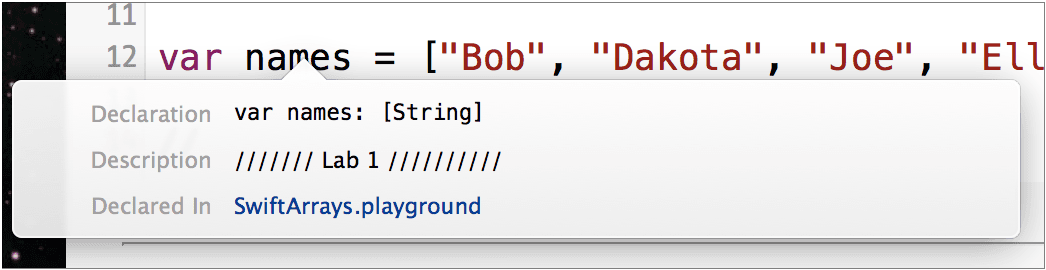 11
12 var names = ["Bob", "Dakota", "Joe", "Ell
Declaration var names: [String]
Description /////// Lab 1 //////////
Declared In SwiftArrays.playground